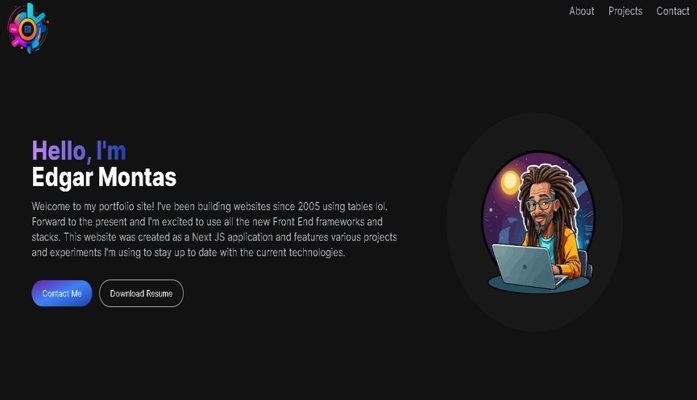 About Projects Contact
Hello, I'm
Edgar Montas
Welcome to my portfolio site! I've been building websites since 2005 using tables lol.
Forward to the present and I'm excited to use all the new Front End frameworks and
stacks. This website was created as a Next JS application and features various projects
and experiments I'm using to stay up to date with the current technologies.
Contact Me Download Resume